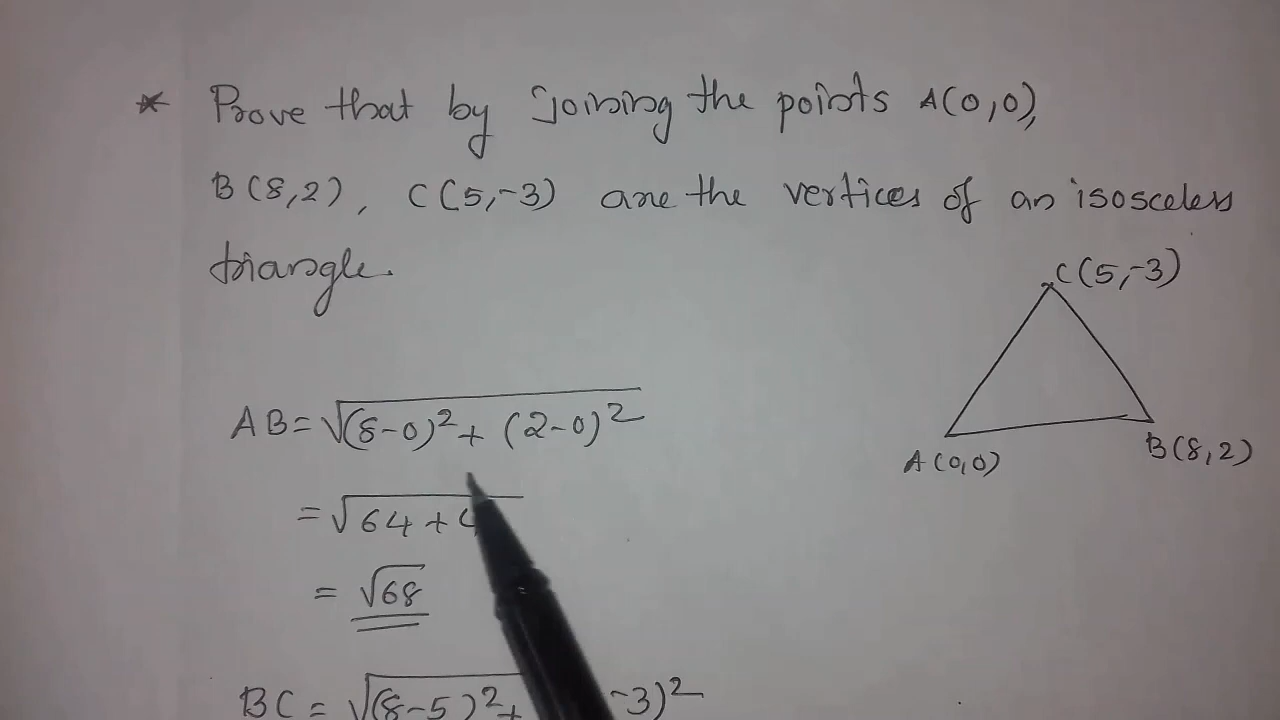 * Prove that by Joining the points A(0,0),
B(8,2), C(5,-3) are the vertices of an isosceless
triangle.
C(5,-3)
A(0,0)
B(8,2)
AB=√(8-0)²+(2-0)²
=√64+4
=√68
BC=√(8-5)²+ -3)²